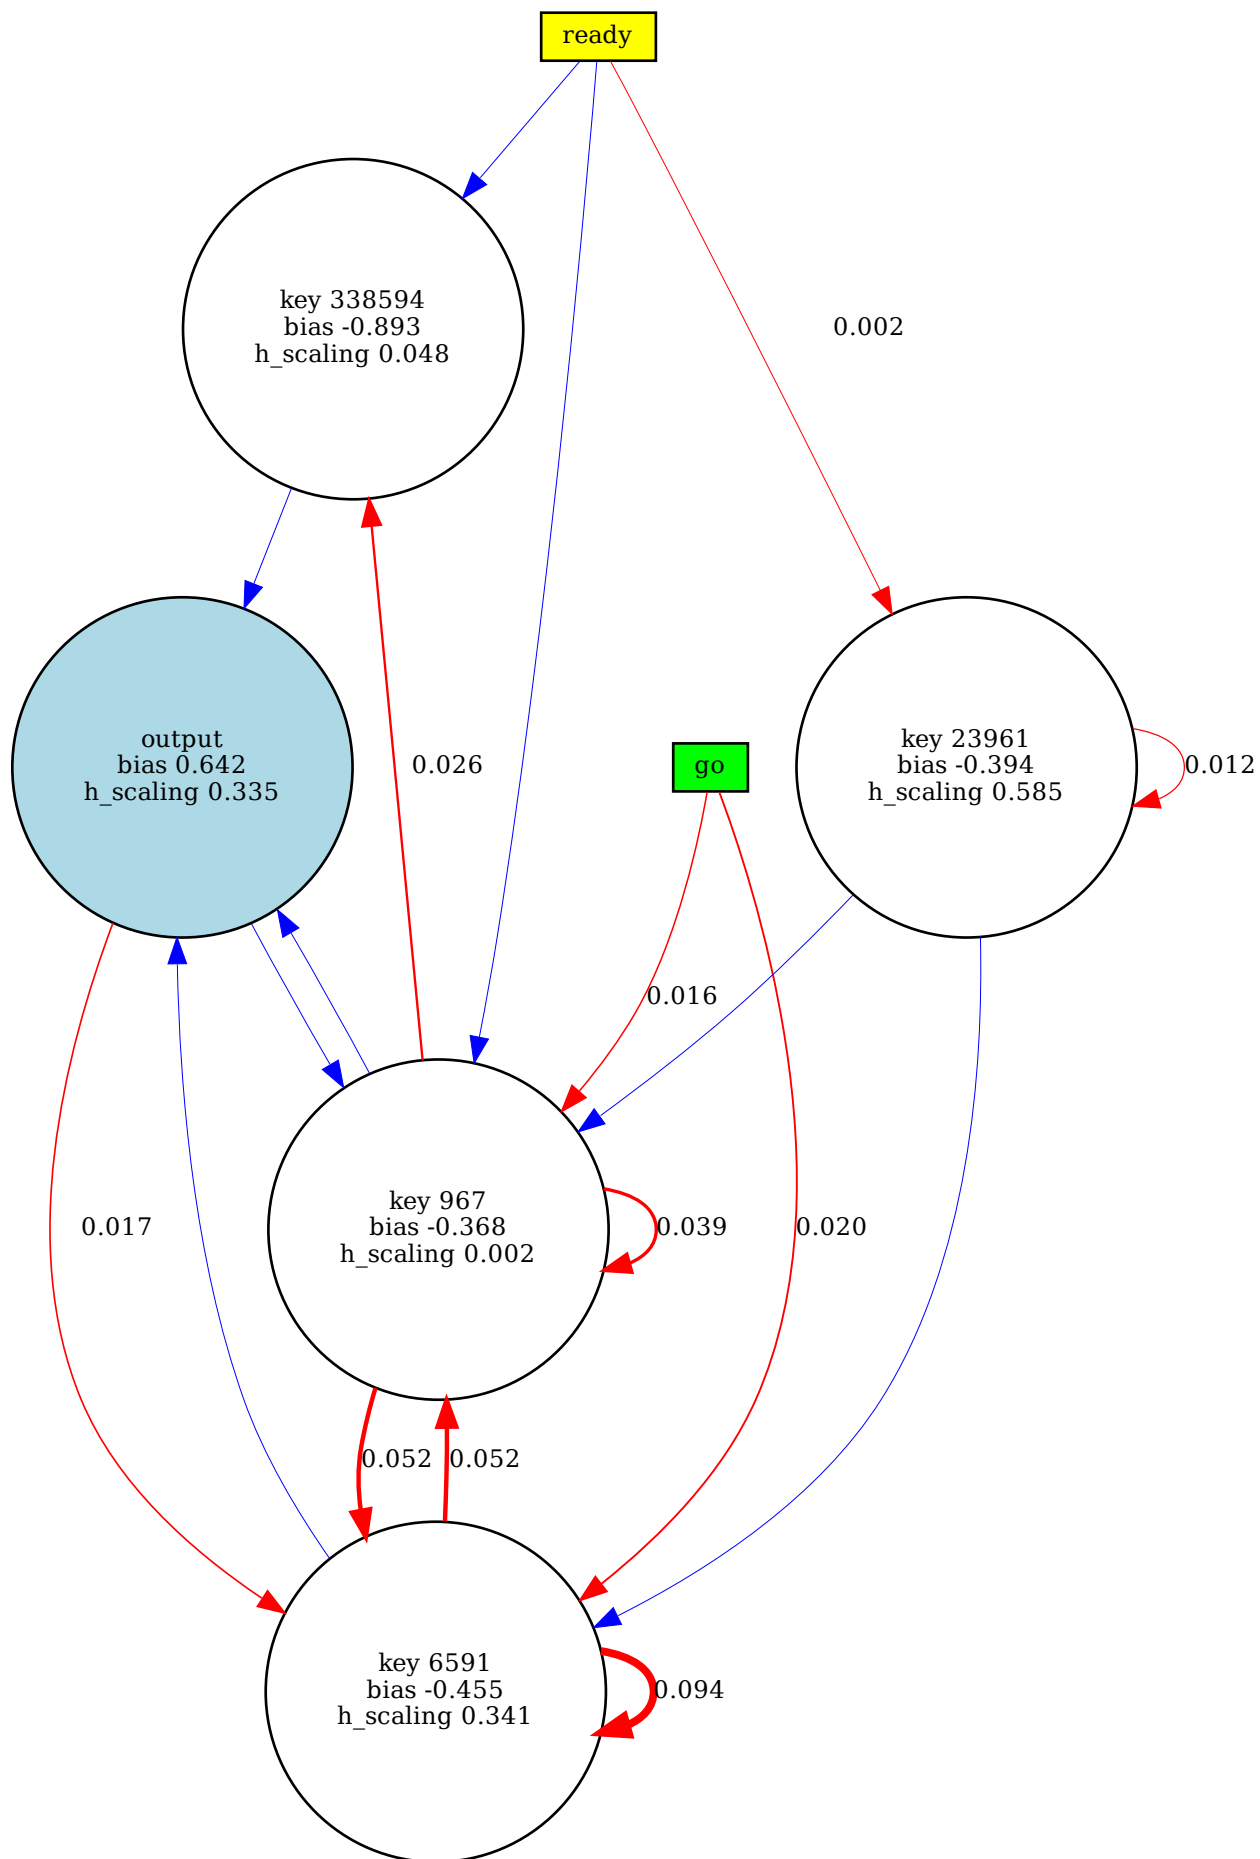 ready
key 338594
bias -0.893
h_scaling 0.048
0.002
output
bias 0.642
h_scaling 0.335
0.026
go
key 23961
bias -0.394
h_scaling 0.585
0.012
0.016
0.017
key 967
bias -0.368
h_scaling 0.002
0.039
0.020
0.052
0.052
key 6591
bias -0.455
h_scaling 0.341
0.094